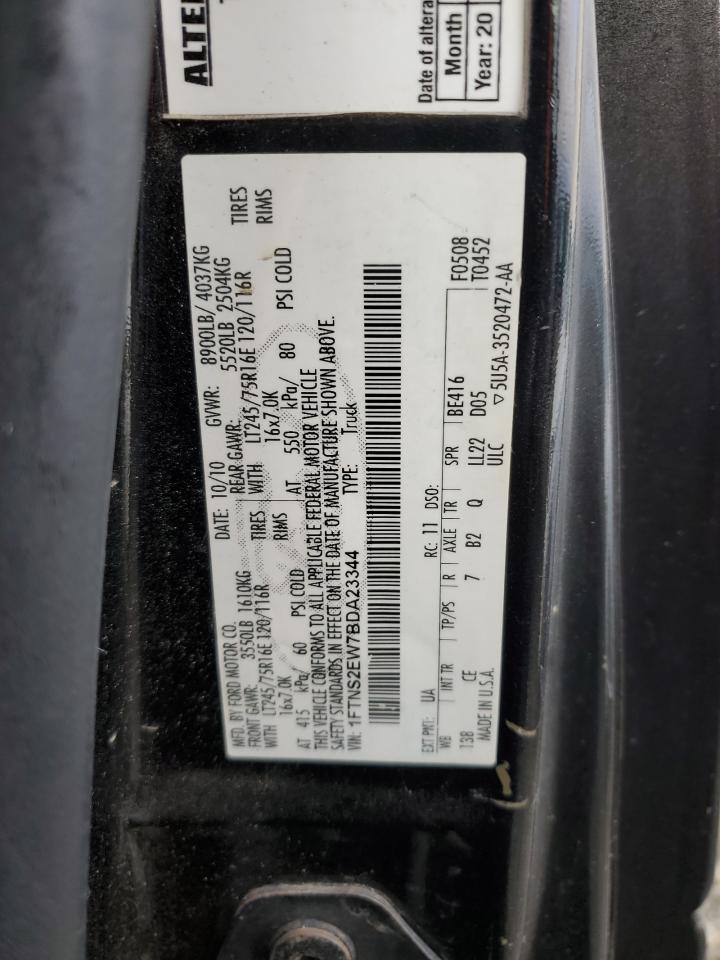 ALTE
Date of altera
Month
Year: 20
MFD. BY FORD MOTOR CO. DATE: 10/10 GVWR: 8900LB/ 4037KG
FRONT GAWR: 3550LB 1610KG REAR GAWR: 5520LB 2504KG
WITH LT245/75R16E 120/116R TIRES WITH LT245/75R16E 120/116R TIRES
16x7.0K RIMS 16x7.0K RIMS
AT 415 kPa/ 60 PSI COLD AT 550 kPa/ 80 PSI COLD
THIS VEHICLE CONFORMS TO ALL APPLICABLE FEDERAL MOTOR VEHICLE
SAFETY STANDARDS IN EFFECT ON THE DATE OF MANUFACTURE SHOWN ABOVE.
VIN: 1FTNS2EW7BDA23344 TYPE: Truck
EXT PNT: UA RC: 11 DSO: F0508
WB INT TR TP/PS R AXLE TR SPR BE416 T0452
138 CE 7 B2 Q LL22 D05
MADE IN U.S.A. ULC ▽5U5A-3520472-AA